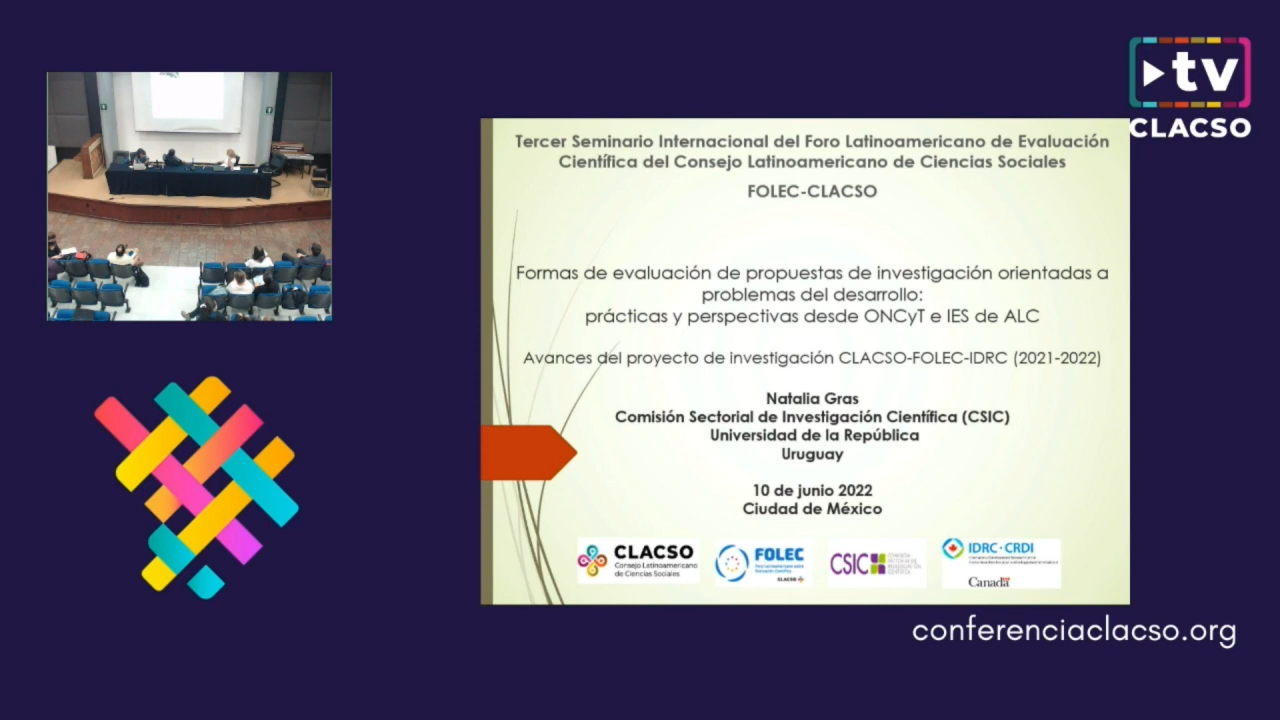 tv
CLACSO
Tercer Seminario Internacional del Foro Latinoamericano de Evaluación
Científica del Consejo Latinoamericano de Ciencias Sociales
FOLEC-CLACSO
Formas de evaluación de propuestas de investigación orientadas a
problemas del desarrollo:
prácticas y perspectivas desde ONCyT e IES de ALC
Avances del proyecto de investigación CLACSO-FOLEC-IDRC (2021-2022)
Natalia Gras
Comisión Sectorial de Investigación Científica (CSIC)
Universidad de la República
Uruguay
10 de junio 2022
Ciudad de México
CLACSO
Consejo Latinoamericano
de Ciencias Sociales
FOLEC
CLACSO
CSIC
IDRC · CRDI
Canada
conferenciaclacso.org